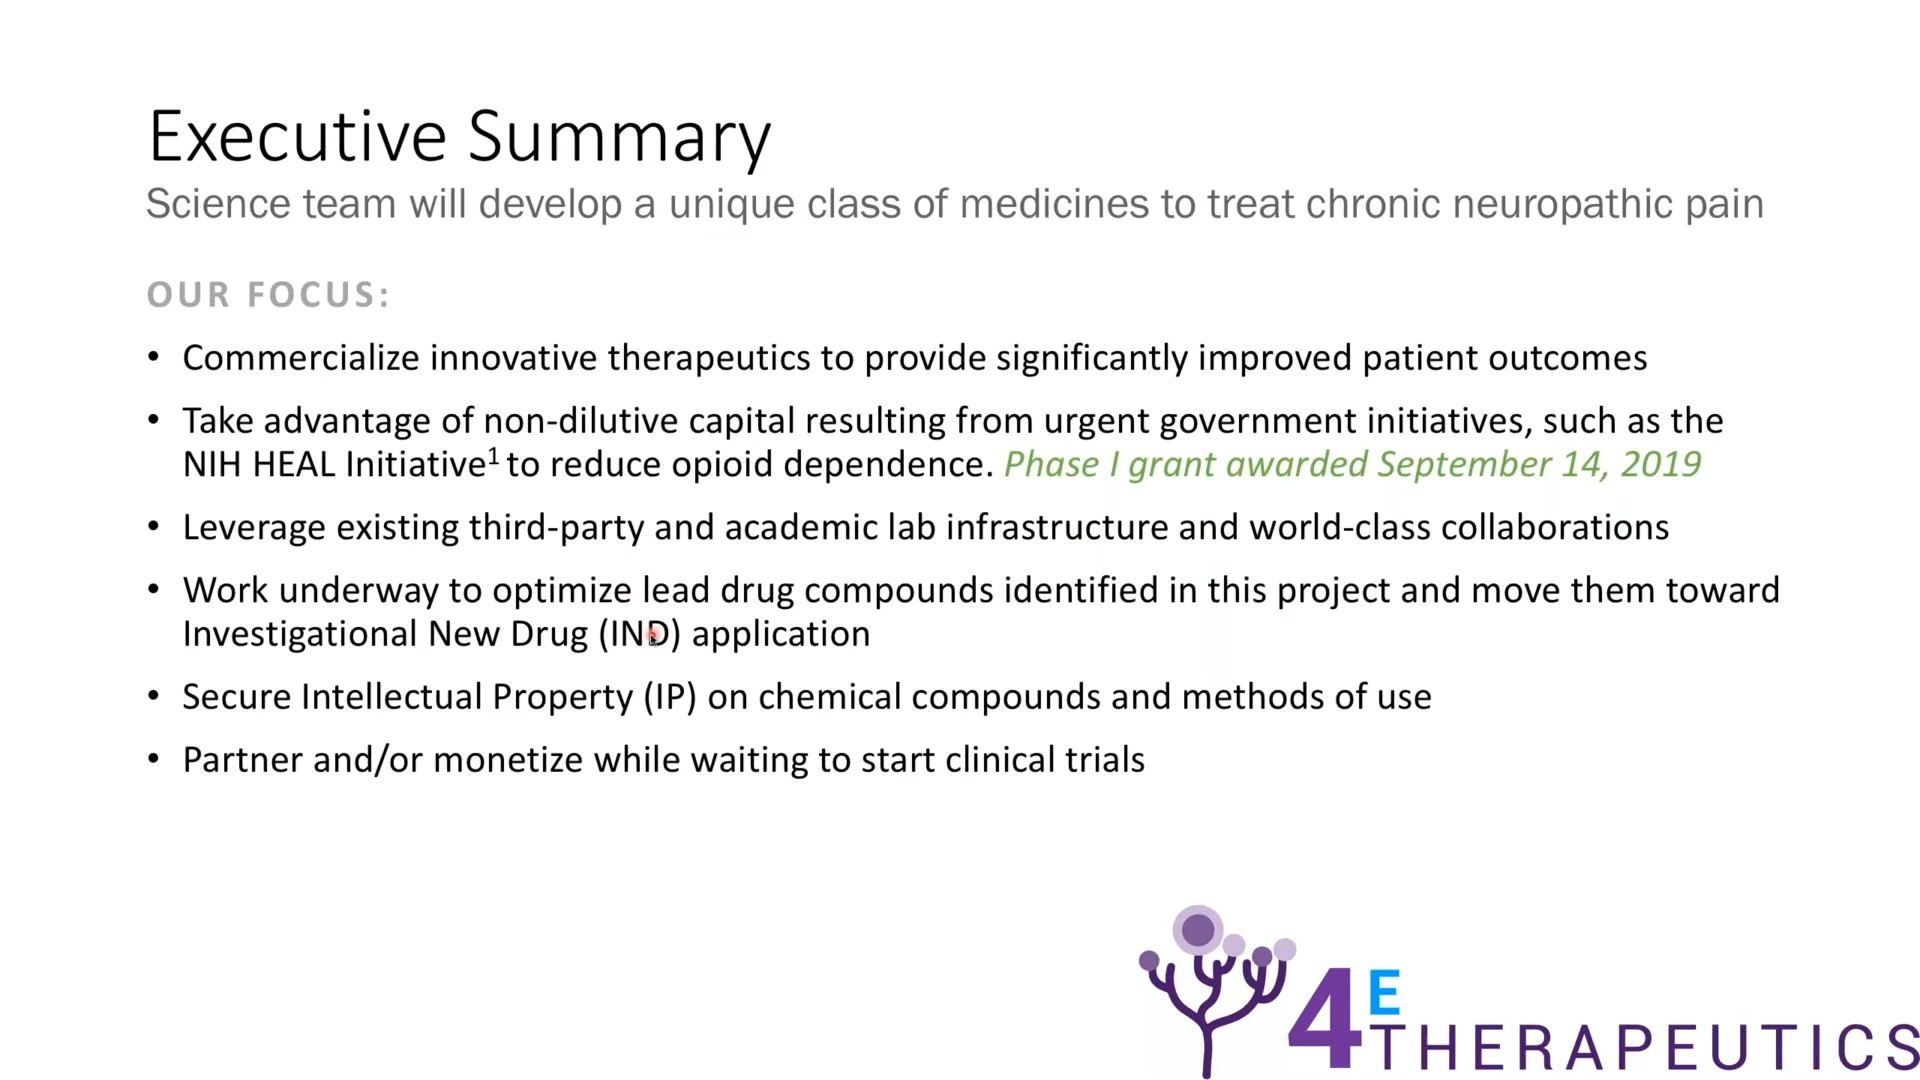 Executive Summary
Science team will develop a unique class of medicines to treat chronic neuropathic pain
OUR FOCUS:
• Commercialize innovative therapeutics to provide significantly improved patient outcomes
• Take advantage of non-dilutive capital resulting from urgent government initiatives, such as the
NIH HEAL Initiative¹ to reduce opioid dependence. Phase I grant awarded September 14, 2019
• Leverage existing third-party and academic lab infrastructure and world-class collaborations
• Work underway to optimize lead drug compounds identified in this project and move them toward
Investigational New Drug (IND) application
• Secure Intellectual Property (IP) on chemical compounds and methods of use
• Partner and/or monetize while waiting to start clinical trials
4E
THERAPEUTICS